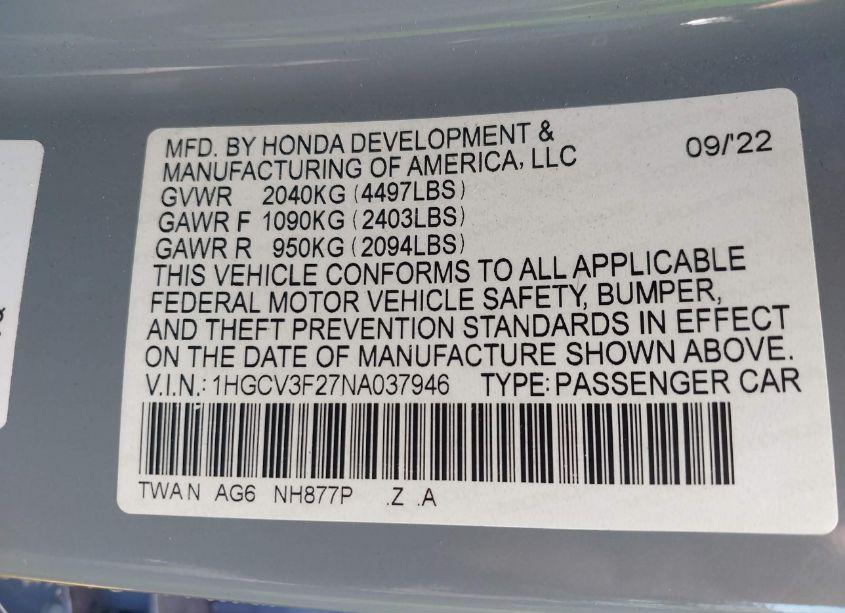 MFD. BY HONDA DEVELOPMENT &
MANUFACTURING OF AMERICA, LLC 09/'22
GVWR 2040KG (4497LBS)
GAWR F 1090KG (2403LBS)
GAWR R 950KG (2094LBS)
THIS VEHICLE CONFORMS TO ALL APPLICABLE
FEDERAL MOTOR VEHICLE SAFETY, BUMPER,
AND THEFT PREVENTION STANDARDS IN EFFECT
ON THE DATE OF MANUFACTURE SHOWN ABOVE.
V.I.N.: 1HGCV3F27NA037946 TYPE: PASSENGER CAR
TWA N AG6 NH877P .Z .A